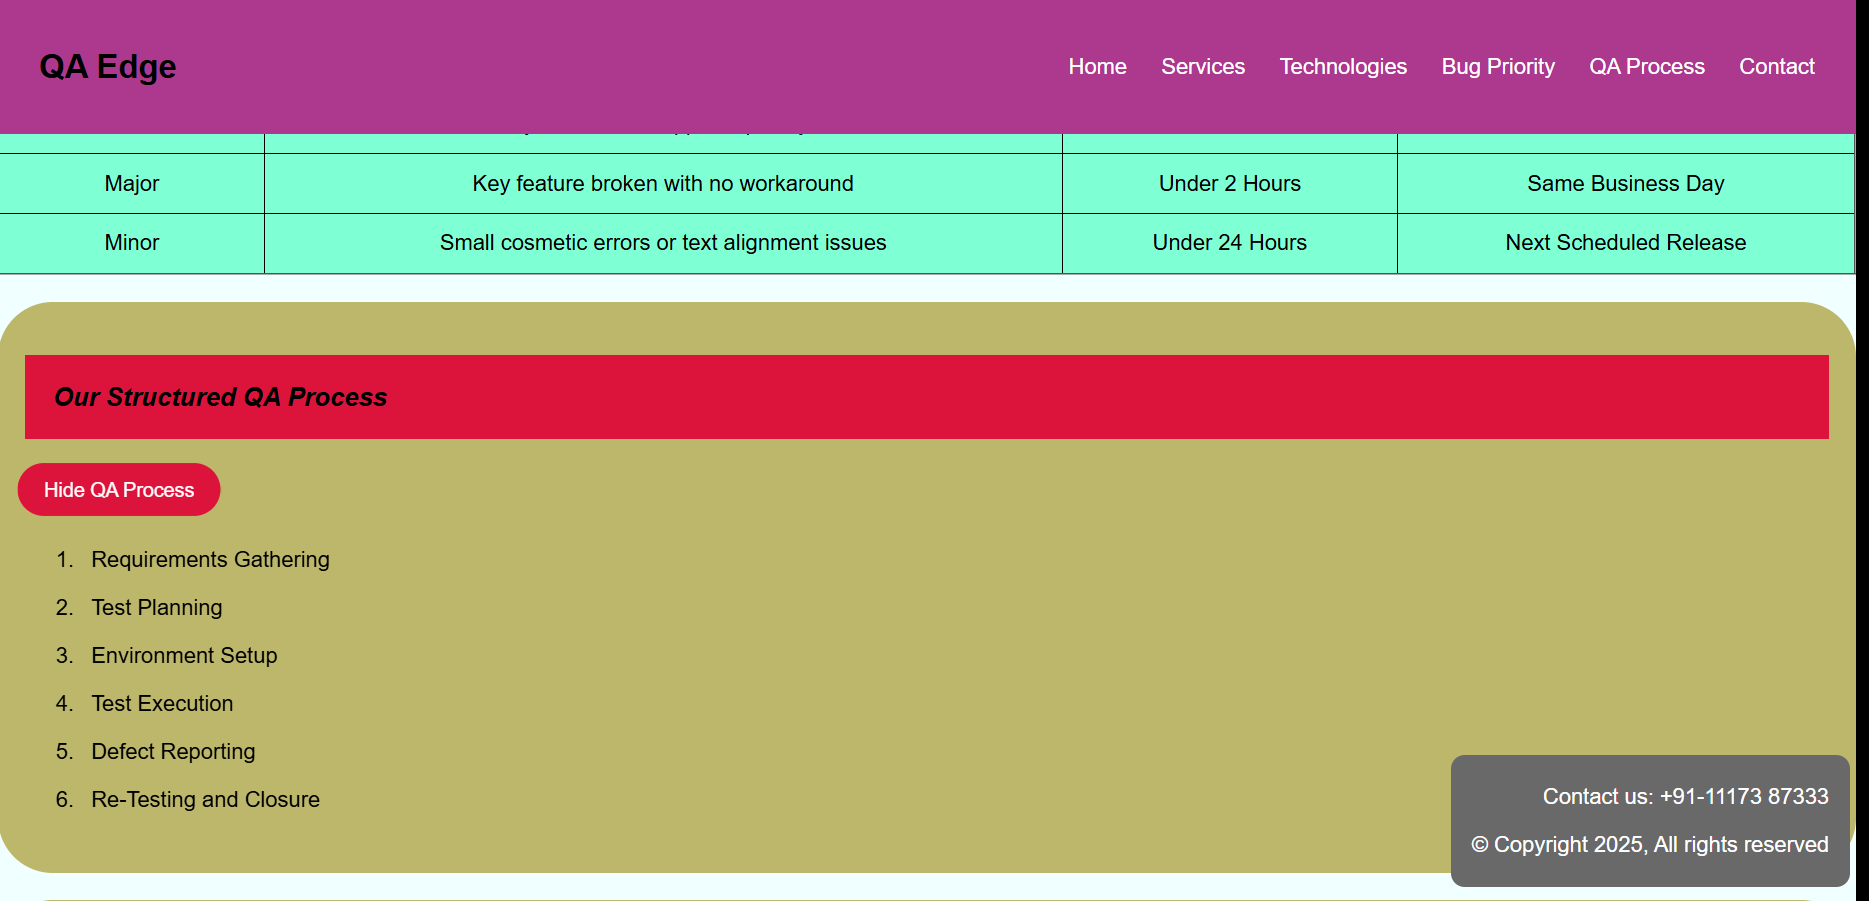 QA Edge
Home Services Technologies Bug Priority QA Process Contact
Major Key feature broken with no workaround Under 2 Hours Same Business Day
Minor Small cosmetic errors or text alignment issues Under 24 Hours Next Scheduled Release
Our Structured QA Process
Hide QA Process
1. Requirements Gathering
2. Test Planning
3. Environment Setup
4. Test Execution
5. Defect Reporting
6. Re-Testing and Closure
Contact us: +91-11173 87333
© Copyright 2025, All rights reserved